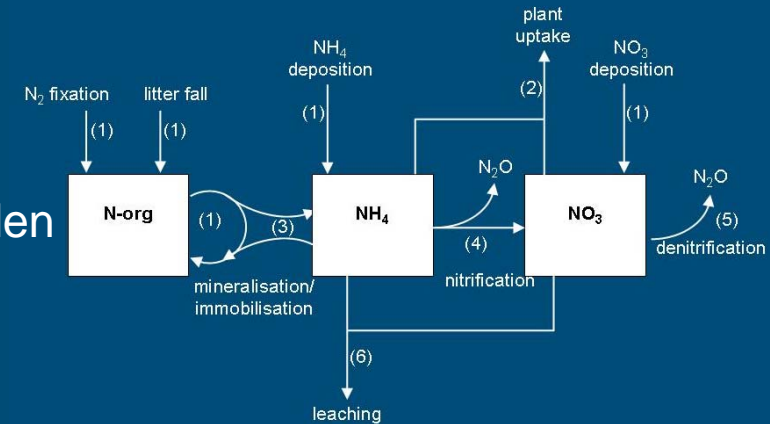 plant
uptake
NH4
deposition
NO3
deposition
N2 fixation
litter fall
(1)
(1)
(1)
(2)
(1)
N2O
N2O
N-org
(1)
(3)
NH4
(4)
NO3
(5)
denitrification
mineralisation/
immobilisation
nitrification
(6)
leaching